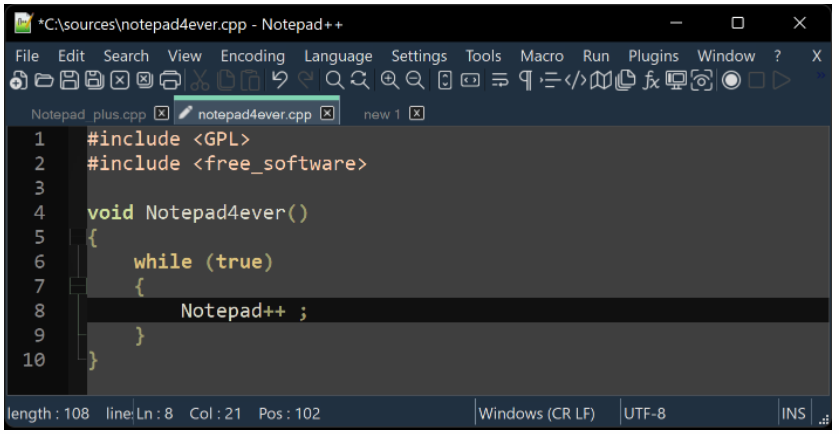 *C:\sources\notepad4ever.cpp - Notepad++
File Edit Search View Encoding Language Settings Tools Macro Run Plugins Window ? X
Notepad_plus.cpp notepad4ever.cpp new 1
1 #include <GPL>
2 #include <free_software>
3
4 void Notepad4ever()
5 {
6 while (true)
7 {
8 Notepad++ ;
9 }
10 }
length : 108 line: Ln : 8 Col : 21 Pos : 102 Windows (CR LF) UTF-8 INS